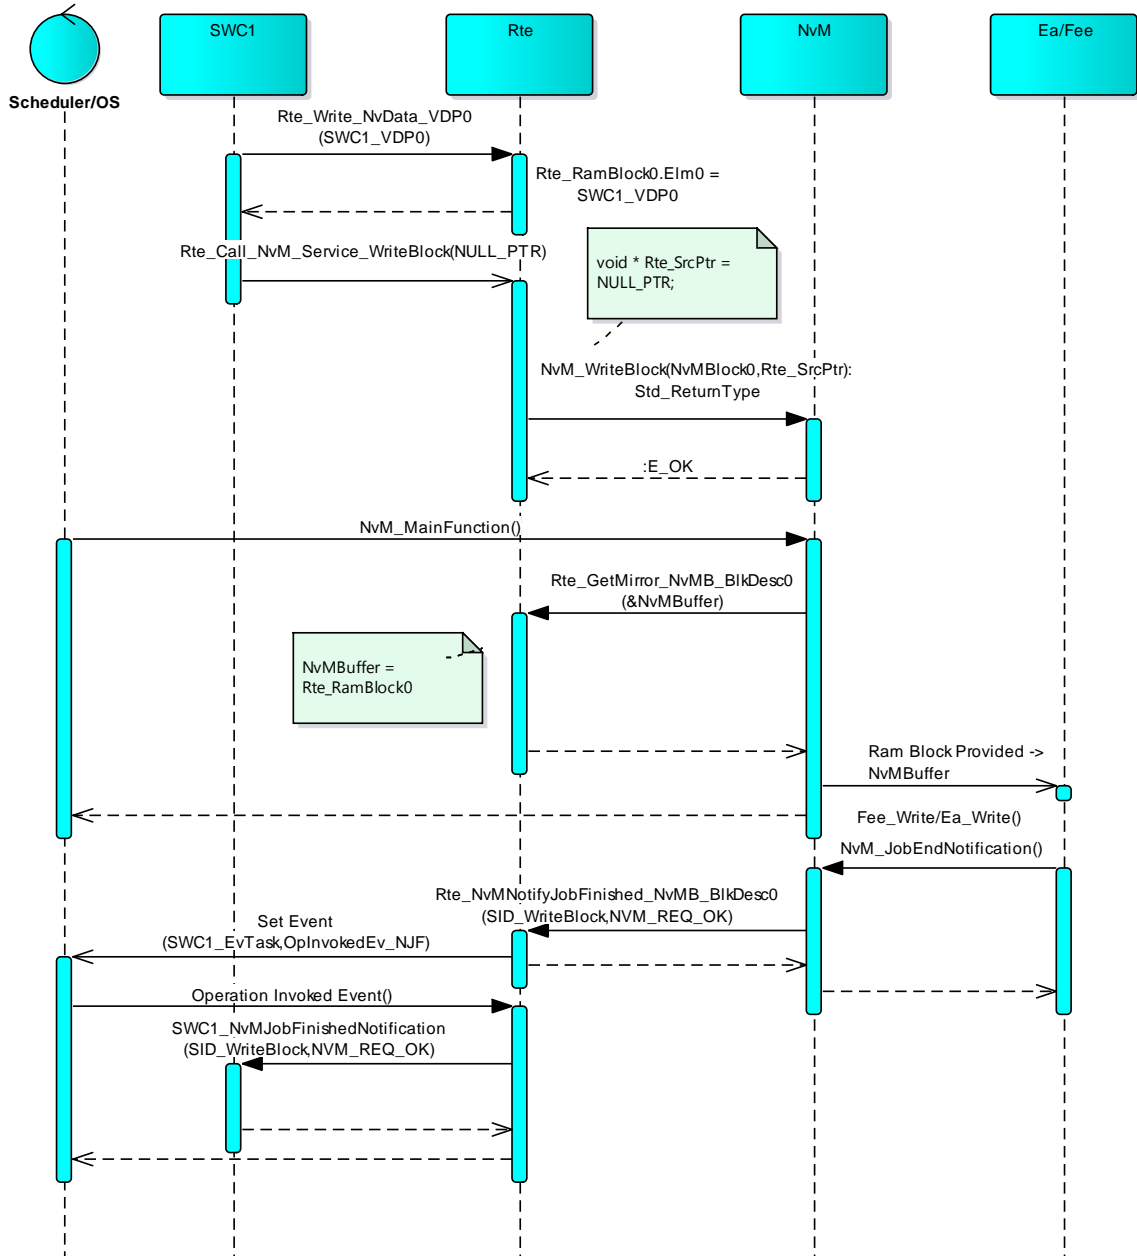 SWC1
Rte
NvM
Ea/Fee
Scheduler/OS
Rte_Write_NvData_VDP0
(SWC1_VDP0)
Rte_RamBlock0.Elm0 =
SWC1_VDP0
Rte_Call_NvM_Service_WriteBlock(NULL_PTR)
void * Rte_SrcPtr =
NULL_PTR;
NvM_WriteBlock(NvMBlock0,Rte_SrcPtr):
Std_ReturnType
:E_OK
NvM_MainFunction()
Rte_GetMirror_NvMB_BlkDesc0
(&NvMBuffer)
NvMBuffer =
Rte_RamBlock0
Ram Block Provided ->
NvMBuffer
Fee_Write/Ea_Write()
NvM_JobEndNotification()
Rte_NvMNotifyJobFinished_NvMB_BlkDesc0
(SID_WriteBlock,NVM_REQ_OK)
Set Event
(SWC1_EvTask,OpInvokedEv_NJF)
Operation Invoked Event()
SWC1_NvMJobFinishedNotification
(SID_WriteBlock,NVM_REQ_OK)